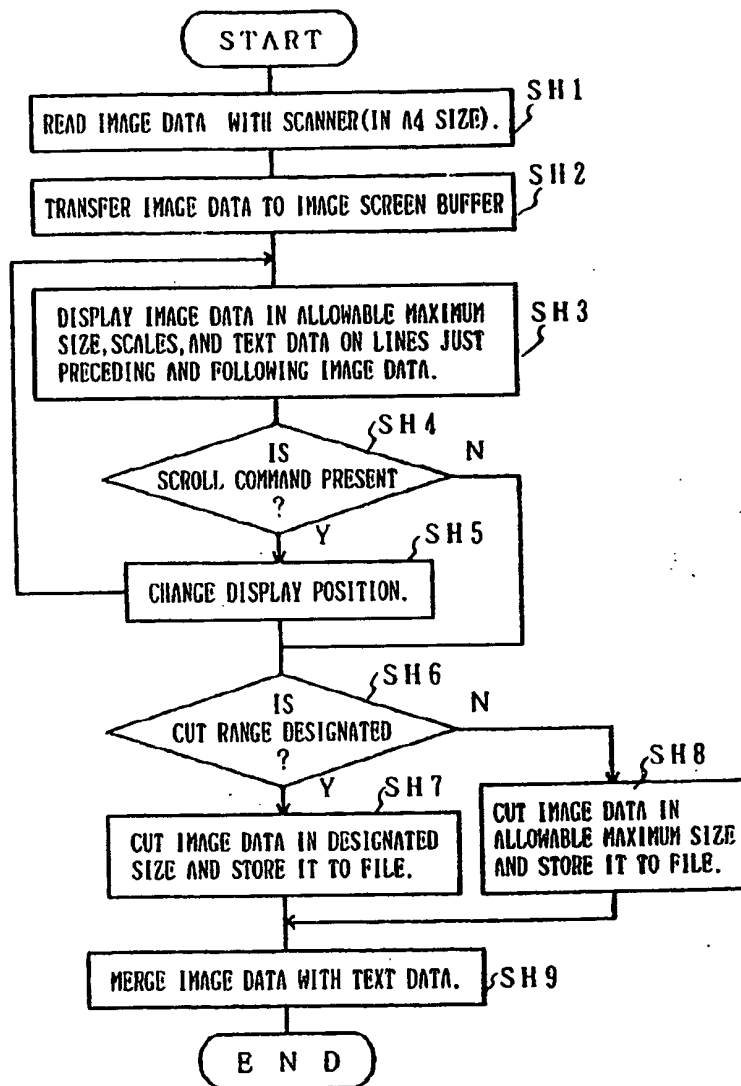 START
SH1
READ IMAGE DATA WITH SCANNER(IN A4 SIZE).
SH2
TRANSFER IMAGE DATA TO IMAGE SCREEN BUFFER
DISPLAY IMAGE DATA IN ALLOWABLE MAXIMUM
SIZE,SCALES,AND TEXT DATA ON LINES JUST
PRECEDING AND FOLLOWING IMAGE DATA.
SH3
SH4
IS
SCROLL COMMAND PRESENT
?
N
Y
SH5
CHANGE DISPLAY POSITION.
SH6
IS
CUT RANGE DESIGNATED
?
N
Y
SH7
CUT IMAGE DATA IN DESIGNATED
SIZE AND STORE IT TO FILE.
SH8
CUT IMAGE DATA IN
ALLOWABLE MAXIMUM SIZE
AND STORE IT TO FILE.
MERGE IMAGE DATA WITH TEXT DATA.
SH9
END